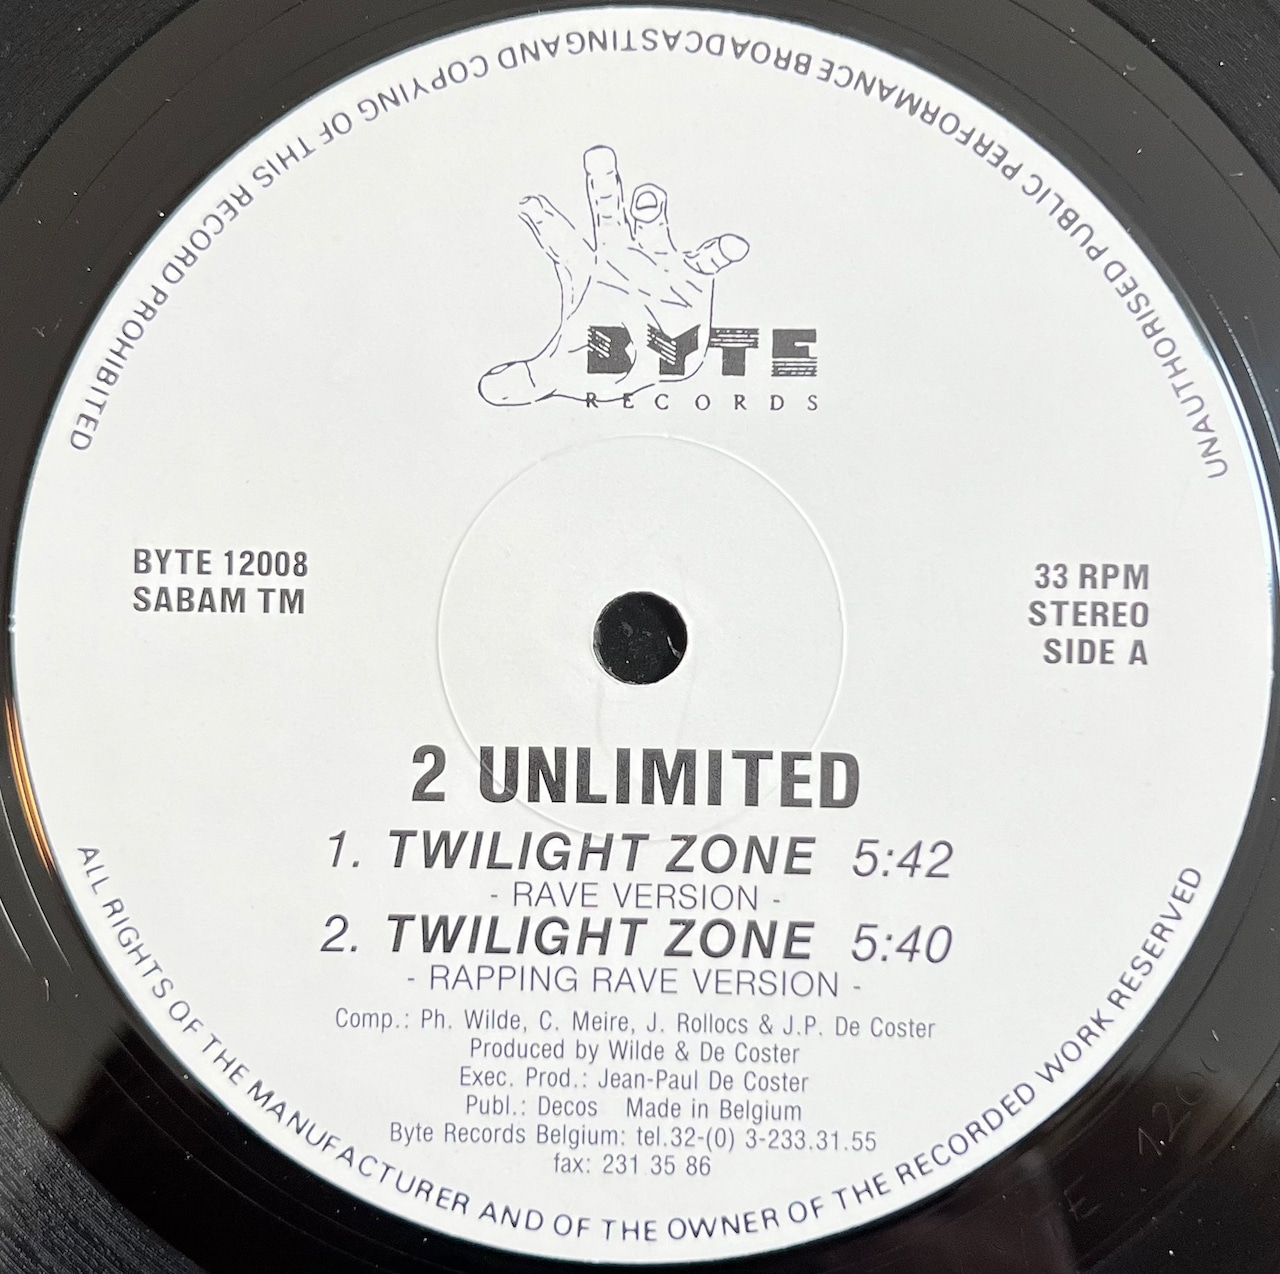 UNAUTHORISED PUBLIC PERFORMANCE BROADCASTING AND COPYING OF THIS RECORD PROHIBITED
BYTE
RECORDS
BYTE 12008
SABAM TM
33 RPM
STEREO
SIDE A
2 UNLIMITED
1. TWILIGHT ZONE 5:42
- RAVE VERSION -
2. TWILIGHT ZONE 5:40
- RAPPING RAVE VERSION -
Comp.: Ph. Wilde, C. Meire, J. Rollocs & J.P. De Coster
Produced by Wilde & De Coster
Exec. Prod.: Jean-Paul De Coster
Publ.: Decos Made in Belgium
Byte Records Belgium: tel.32-(0) 3-233.31.55
fax: 231 35 86
ALL RIGHTS OF THE MANUFACTURER AND OF THE OWNER OF THE RECORDED WORK RESERVED